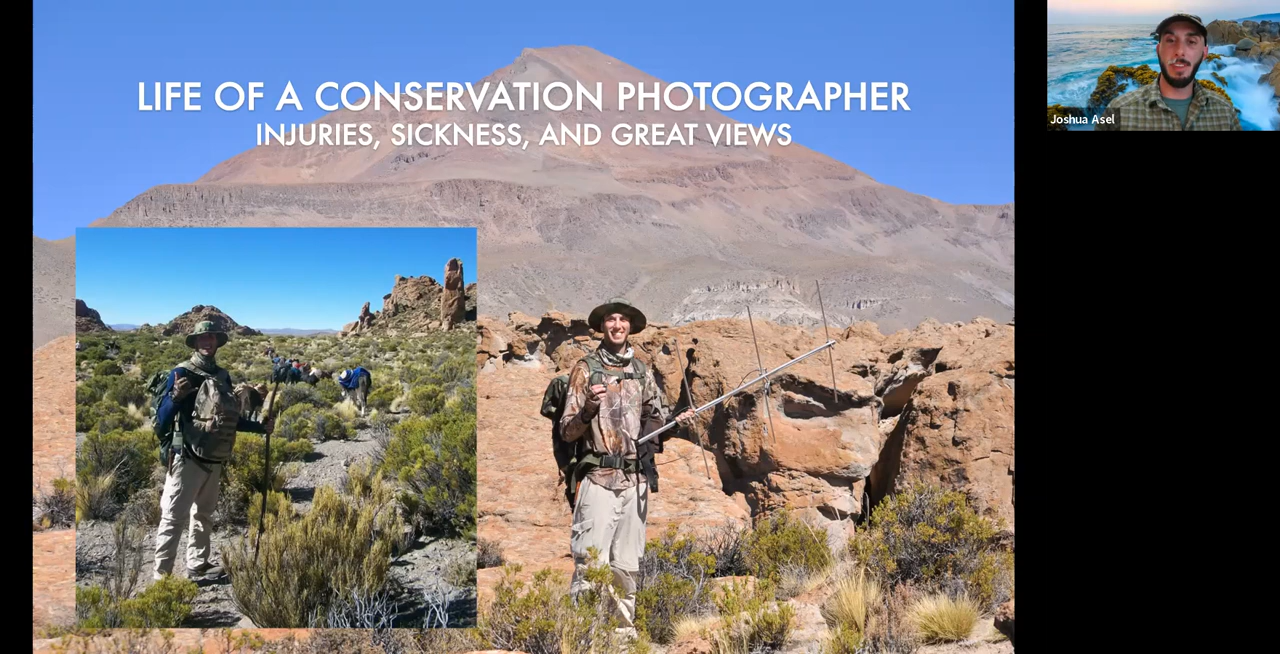 LIFE OF A CONSERVATION PHOTOGRAPHER
INJURIES, SICKNESS, AND GREAT VIEWS
Joshua Asel